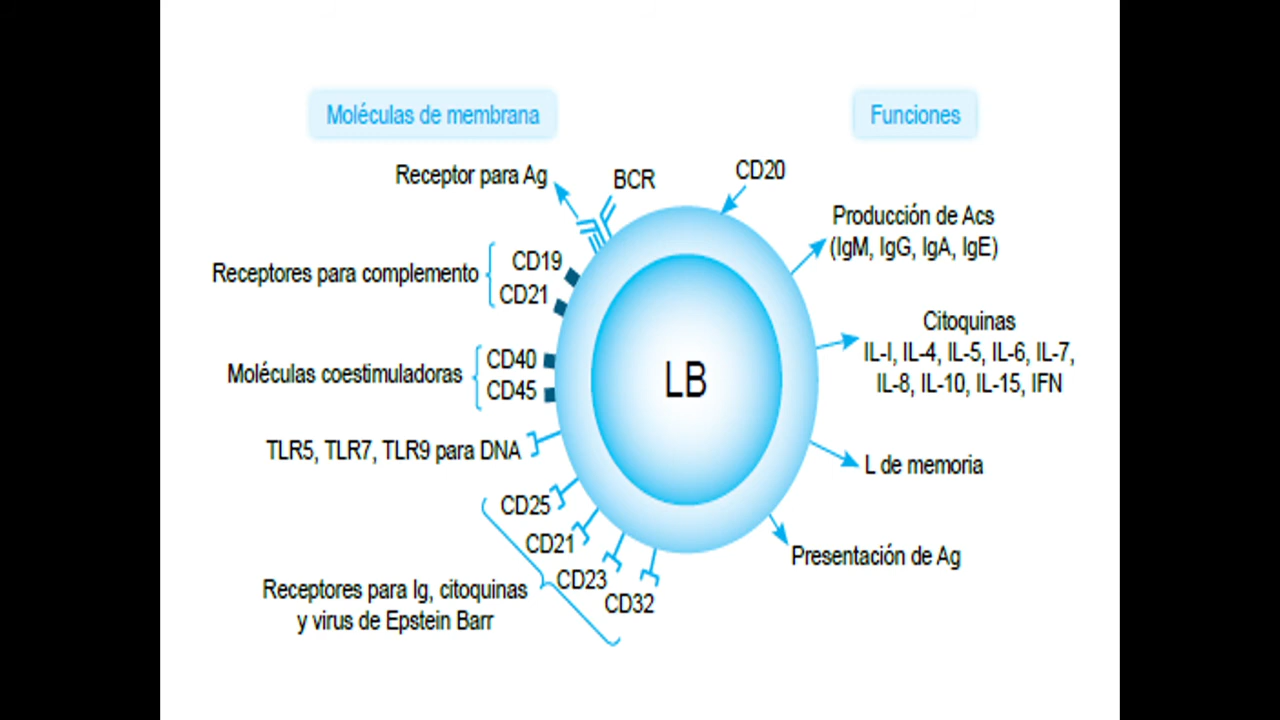 Moléculas de membrana
Funciones
Receptor para Ag
BCR
CD20
Receptores para complemento
CD19
CD21
Moléculas coestimuladoras
CD40
CD45
TLR5, TLR7, TLR9 para DNA
CD25
CD21
CD23
CD32
Receptores para Ig, citoquinas
y virus de Epstein Barr
LB
Producción de Acs
(IgM, IgG, IgA, IgE)
Citoquinas
IL-I, IL-4, IL-5, IL-6, IL-7,
IL-8, IL-10, IL-15, IFN
L de memoria
Presentación de Ag